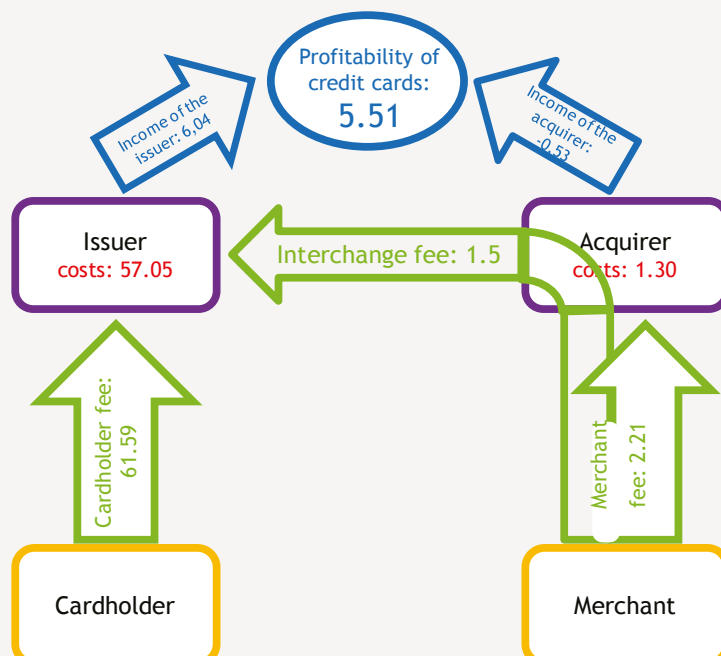 Profitability of
credit cards:
5.51
Income of the
issuer: 6,04
Income of the
acquirer:
-0,53
Issuer
costs: 57.05
Interchange fee: 1.5
Acquirer
costs: 1.30
Cardholder fee:
61.59
Merchant
fee: 2.21
Cardholder
Merchant